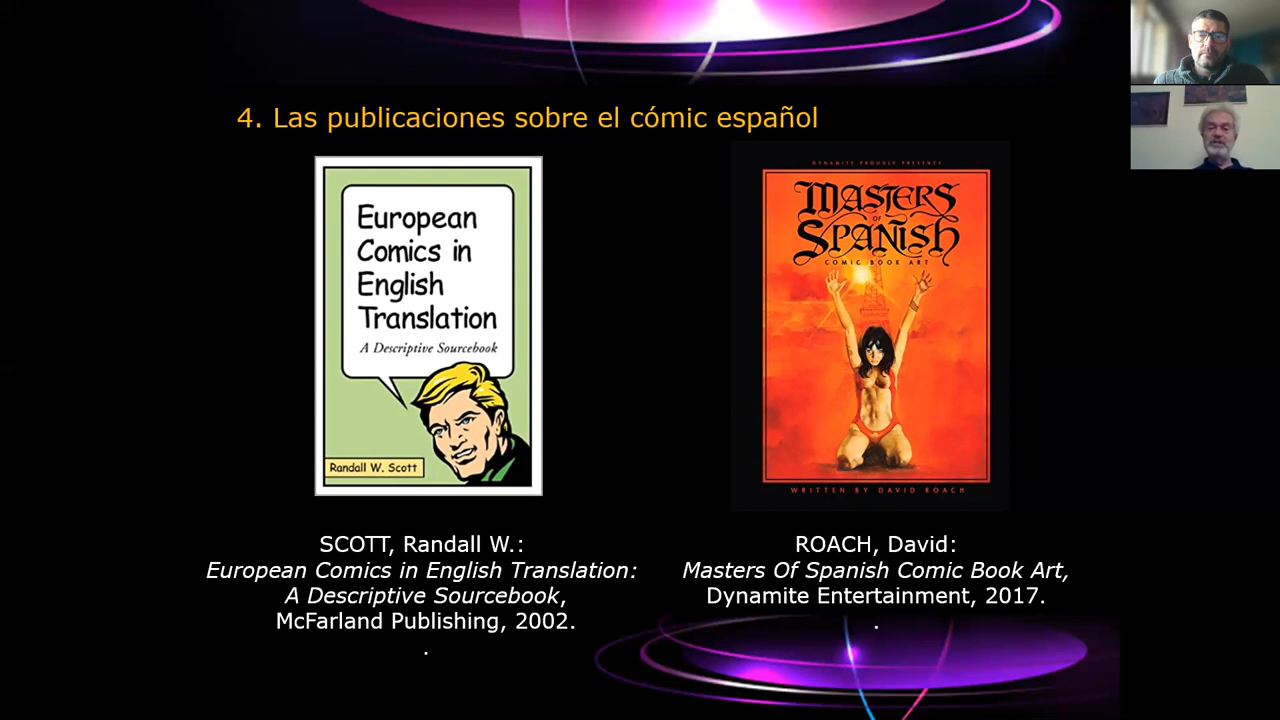 4. Las publicaciones sobre el cómic español
European
Comics in
English
Translation
A Descriptive Sourcebook
Randall W. Scott
SCOTT, Randall W.:
European Comics in English Translation:
A Descriptive Sourcebook,
McFarland Publishing, 2002.
.
DYNAMITE PROUDLY PRESENTS
MASTERS
OF
SPANISH
COMIC BOOK ART
WRITTEN BY DAVID ROACH
ROACH, David:
Masters Of Spanish Comic Book Art,
Dynamite Entertainment, 2017.
.